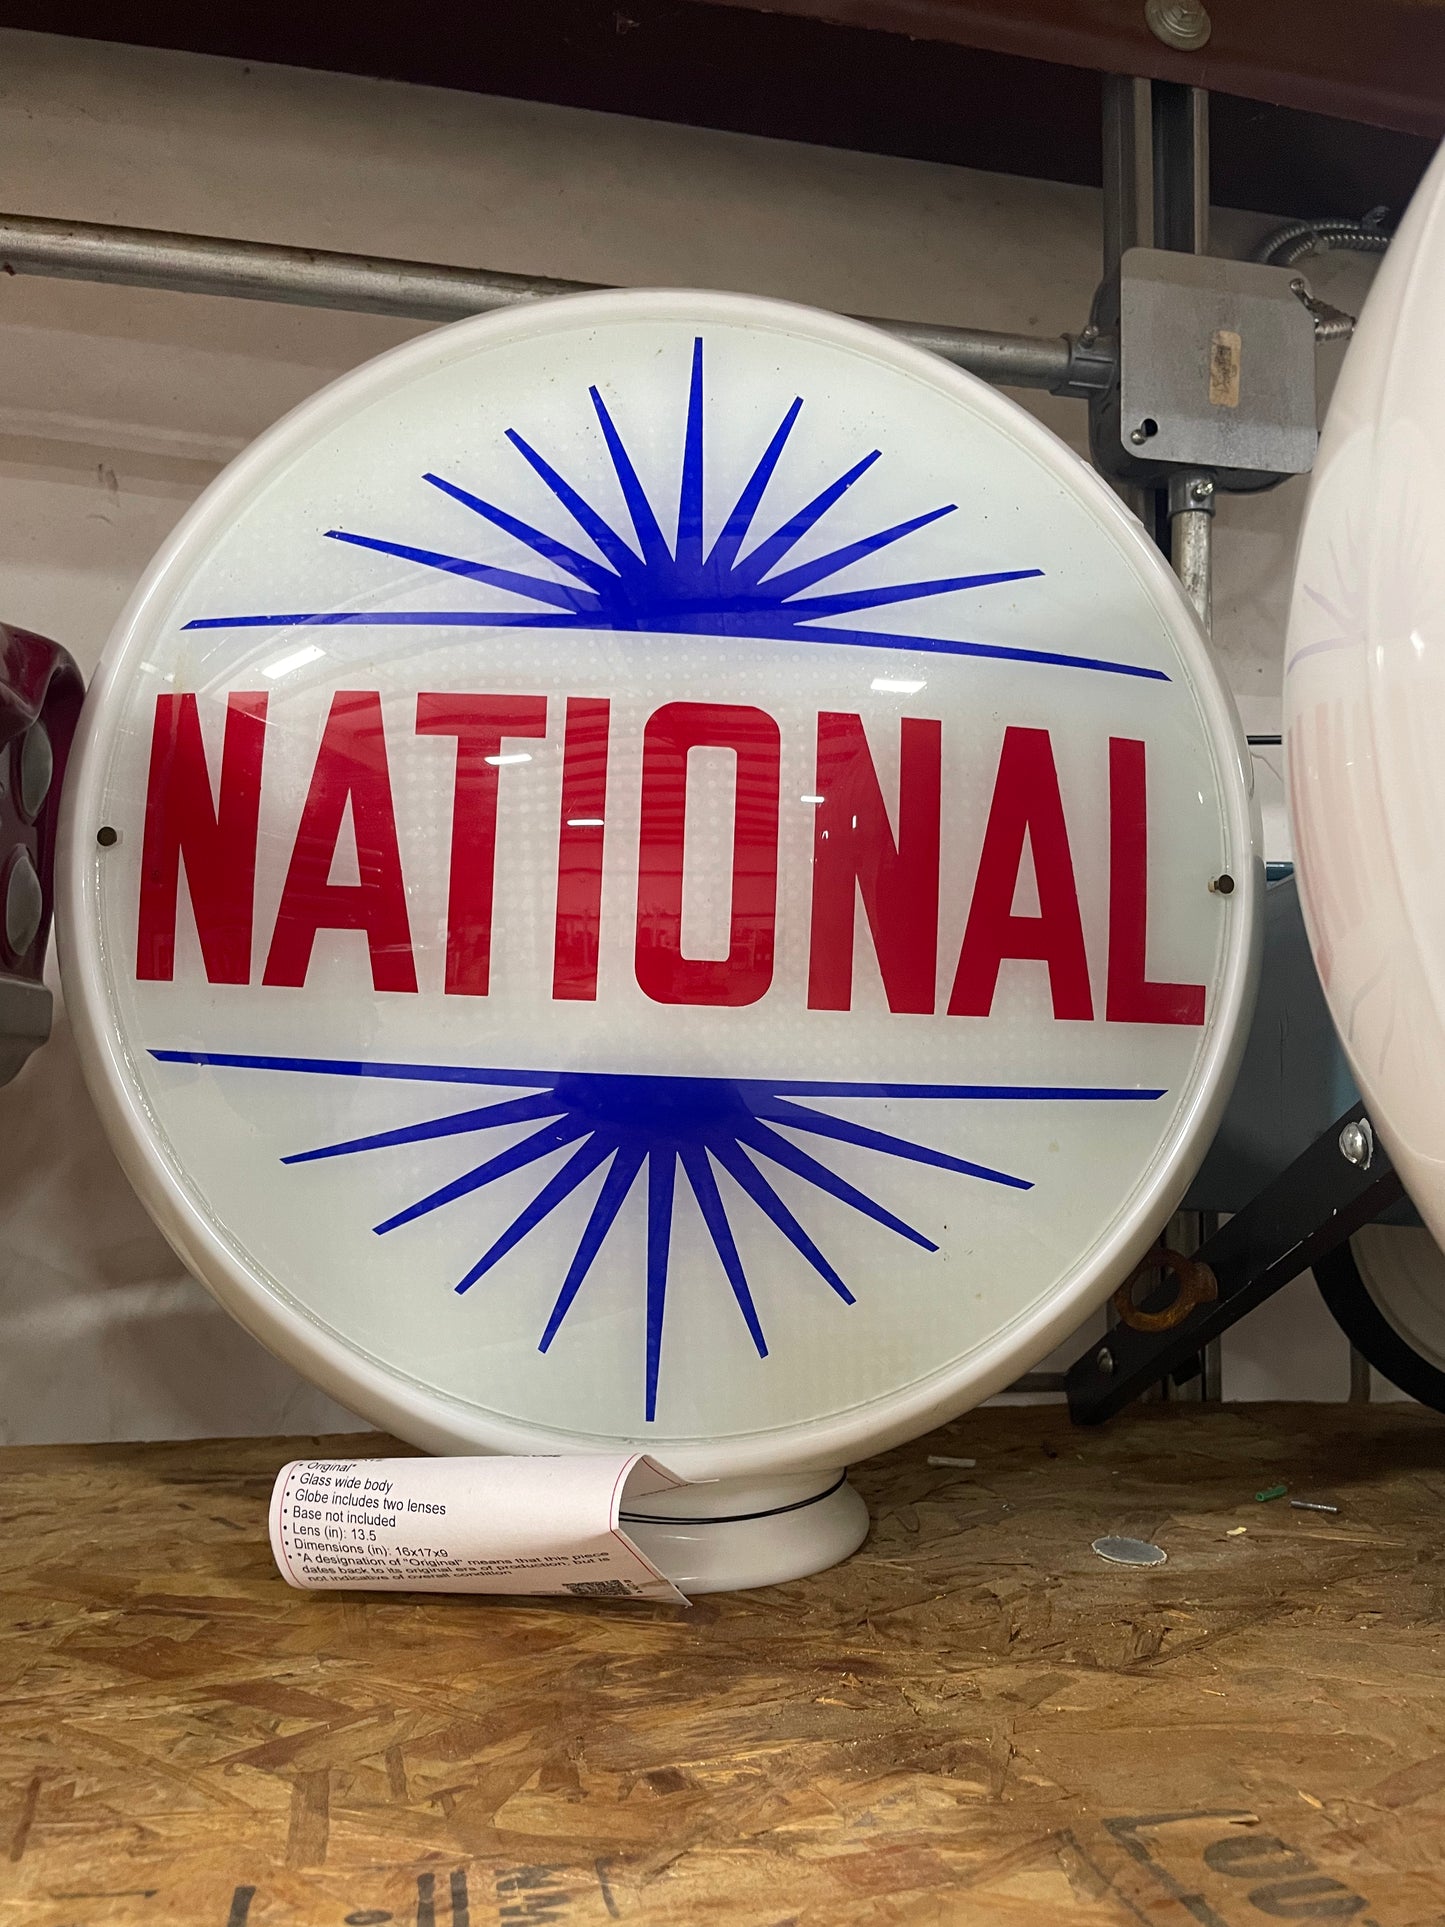 NATIONAL
• Original*
• Glass wide body
• Globe includes two lenses
• Base not included
• Lens (in): 13.5
• Dimensions (in): 16x17x9
• *A designation of "Original" means that this piece
dates back to its original era of production, but is
not indicative of overall condition